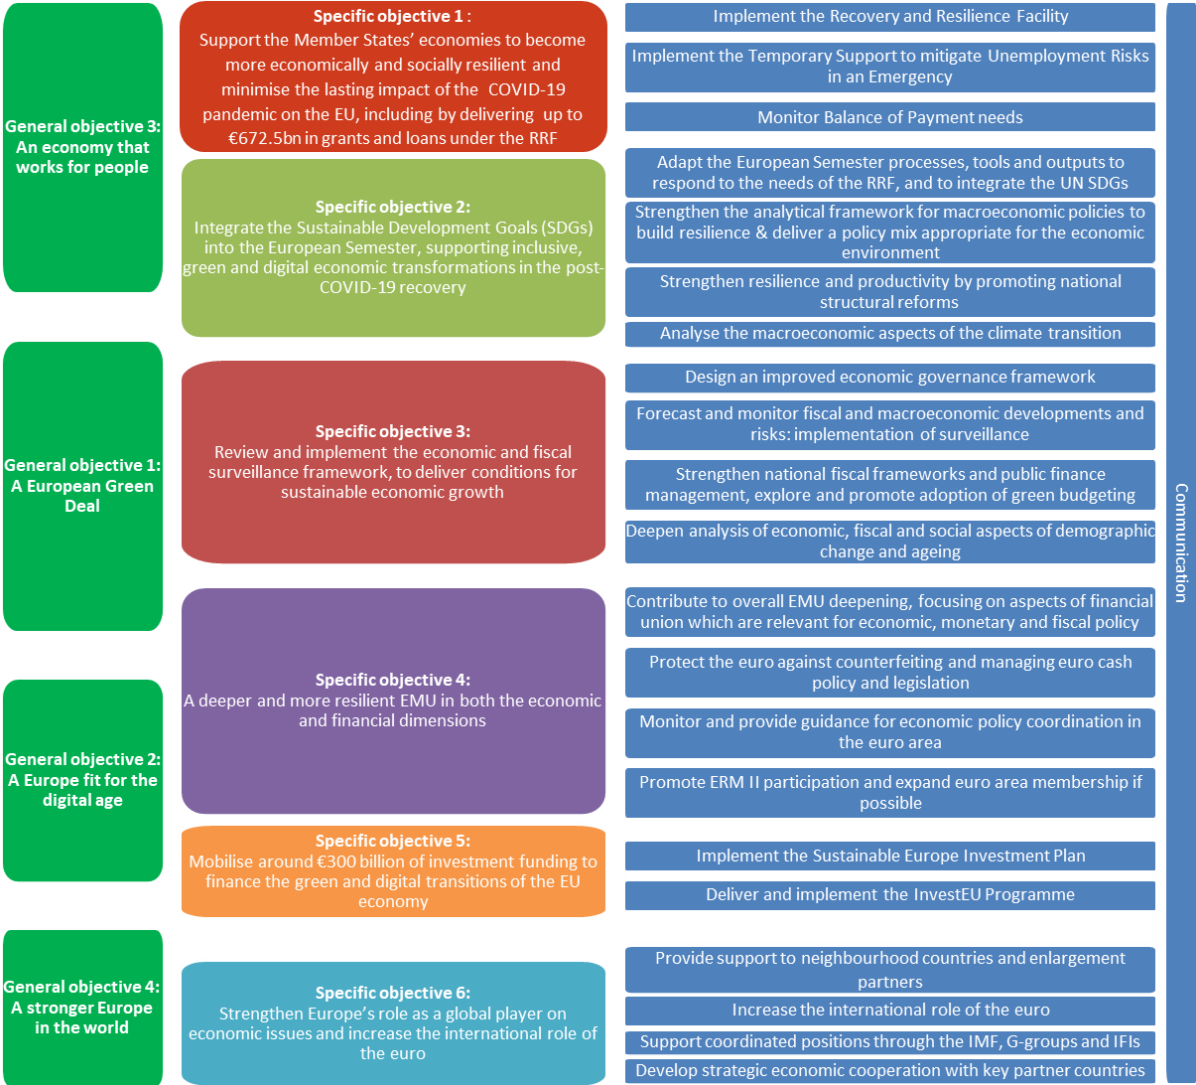 General objective 3:
An economy that
works for people
General objective 1:
A European Green
Deal
General objective 2:
A Europe fit for the
digital age
General objective 4:
A stronger Europe
in the world
Specific objective 1 :
Support the Member States’ economies to become
more economically and socially resilient and
minimise the lasting impact of the COVID-19
pandemic on the EU, including by delivering up to
€672.5bn in grants and loans under the RRF
Specific objective 2:
Integrate the Sustainable Development Goals (SDGs)
into the European Semester, supporting inclusive,
green and digital economic transformations in the post-
COVID-19 recovery
Specific objective 3:
Review and implement the economic and fiscal
surveillance framework, to deliver conditions for
sustainable economic growth
Specific objective 4:
A deeper and more resilient EMU in both the economic
and financial dimensions
Specific objective 5:
Mobilise around €300 billion of investment funding to
finance the green and digital transitions of the EU
economy
Specific objective 6:
Strengthen Europe’s role as a global player on
economic issues and increase the international role of
the euro
Implement the Recovery and Resilience Facility
Implement the Temporary Support to mitigate Unemployment Risks
in an Emergency
Monitor Balance of Payment needs
Adapt the European Semester processes, tools and outputs to
respond to the needs of the RRF, and to integrate the UN SDGs
Strengthen the analytical framework for macroeconomic policies to
build resilience & deliver a policy mix appropriate for the economic
environment
Strengthen resilience and productivity by promoting national
structural reforms
Analyse the macroeconomic aspects of the climate transition
Design an improved economic governance framework
Forecast and monitor fiscal and macroeconomic developments and
risks: implementation of surveillance
Strengthen national fiscal frameworks and public finance
management, explore and promote adoption of green budgeting
Deepen analysis of economic, fiscal and social aspects of demographic
change and ageing
Contribute to overall EMU deepening, focusing on aspects of financial
union which are relevant for economic, monetary and fiscal policy
Protect the euro against counterfeiting and managing euro cash
policy and legislation
Monitor and provide guidance for economic policy coordination in
the euro area
Promote ERM II participation and expand euro area membership if
possible
Implement the Sustainable Europe Investment Plan
Deliver and implement the InvestEU Programme
Provide support to neighbourhood countries and enlargement
partners
Increase the international role of the euro
Support coordinated positions through the IMF, G-groups and IFIs
Develop strategic economic cooperation with key partner countries
Communication